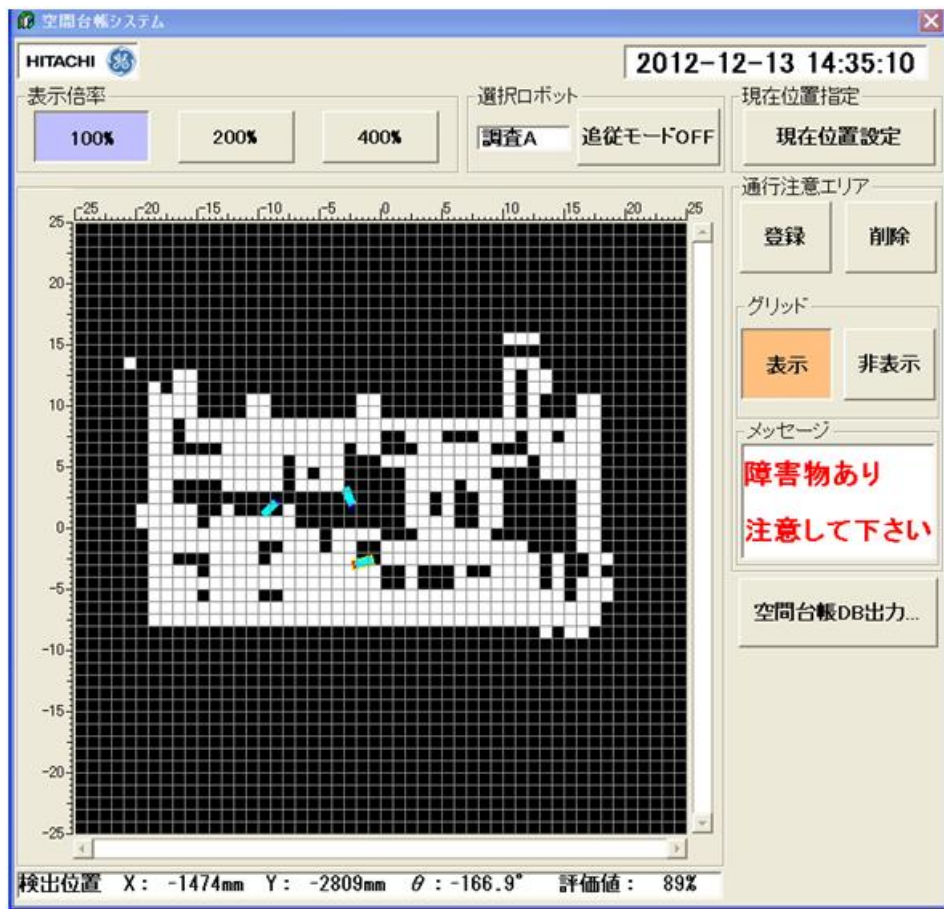 空間台帳システム
HITACHI
2012-12-13 14:35:10
表示倍率
100%
200%
400%
選択ロボット
調査A
追従モードOFF
現在位置指定
現在位置設定
通行注意エリア
登録
削除
グリッド
表示
非表示
メッセージ
障害物あり
注意して下さい
空間台帳DB出力...
-25 -20 -15 -10 -5 0 5 10 15 20 25
25
20
15
10
5
0
-5
-10
-15
-20
-25
検出位置 X: -1474mm Y: -2809mm θ:-166.9° 評価値: 89%